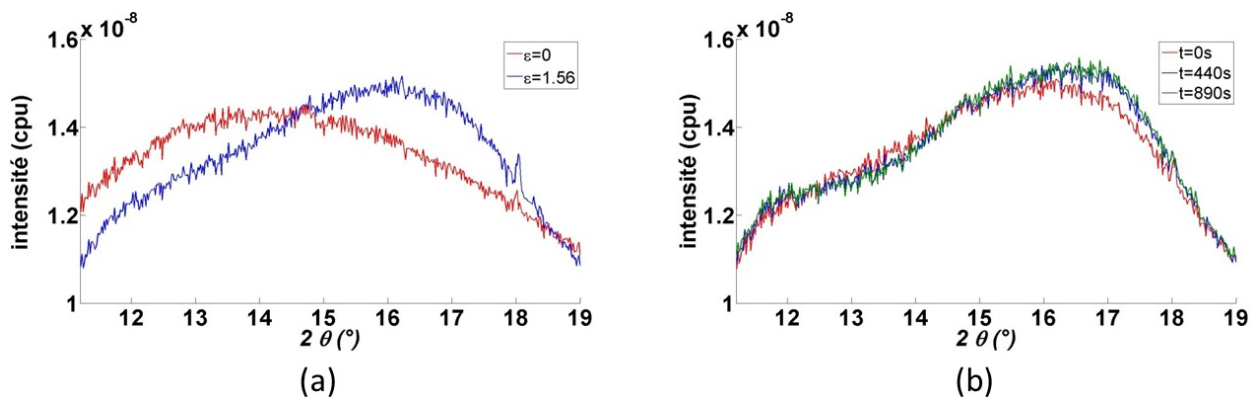 x 10⁻⁸
1.6
1.4
1.2
1
intensité (cpu)
ε=0
ε=1.56
12 13 14 15 16 17 18 19
2 θ (°)
(a)
x 10⁻⁸
1.6
1.4
1.2
1
intensité (cpu)
t=0s
t=440s
t=890s
12 13 14 15 16 17 18 19
2 θ (°)
(b)